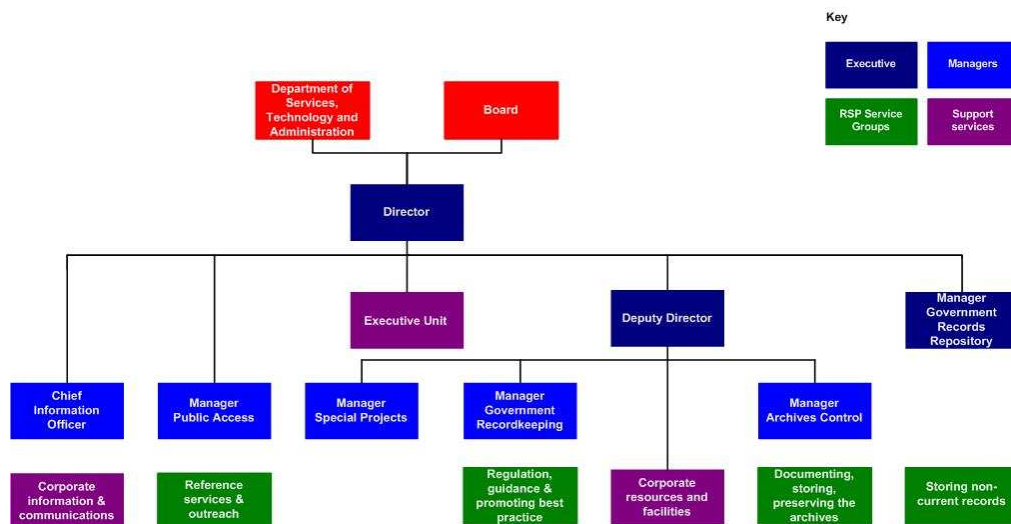 Key
Executive
Managers
RSP Service
Groups
Support
services
Department of
Services,
Technology and
Administration
Board
Director
Executive Unit
Deputy Director
Manager
Government
Records
Repository
Chief
Information
Officer
Manager
Public Access
Manager
Special Projects
Manager
Government
Recordkeeping
Manager
Archives Control
Corporate
information &
communications
Reference
services &
outreach
Regulation,
guidance &
promoting best
practice
Corporate
resources and
facilities
Documenting,
storing,
preserving the
archives
Storing non-
current records